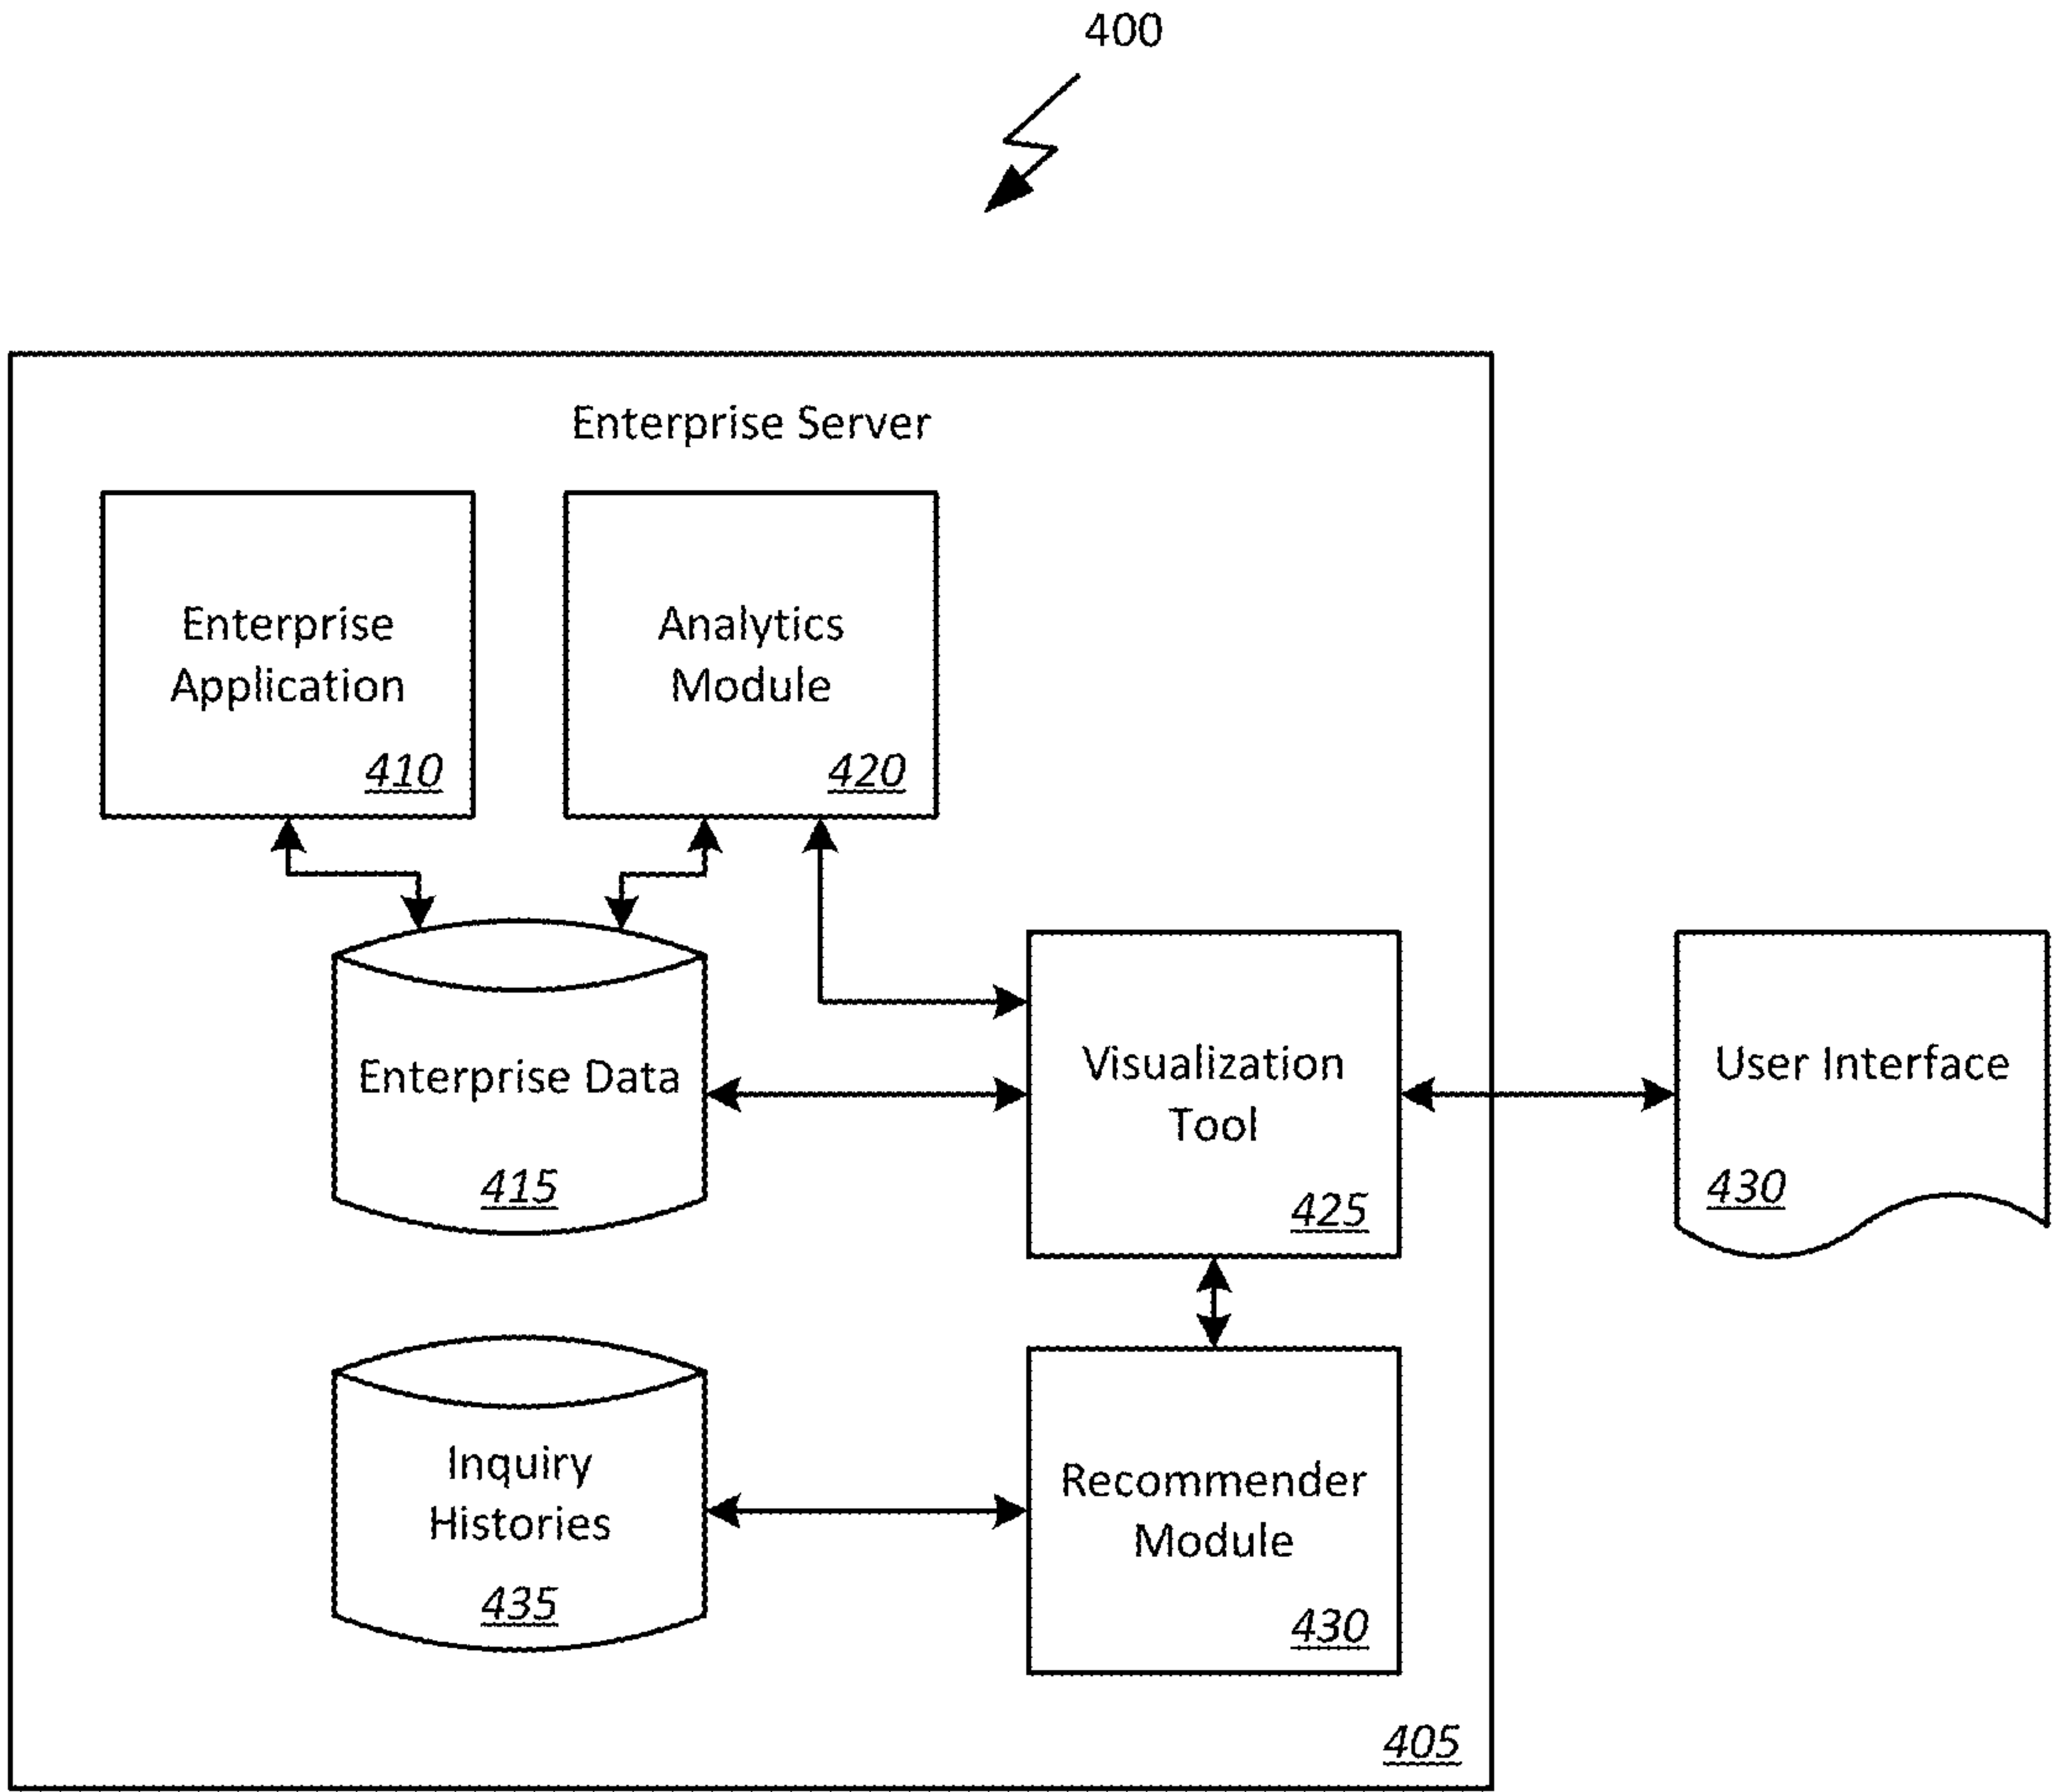 400
Enterprise Server
Enterprise
Application
410
Analytics
Module
420
Enterprise Data
415
Visualization
Tool
425
User Interface
430
Inquiry
Histories
435
Recommender
Module
430
405